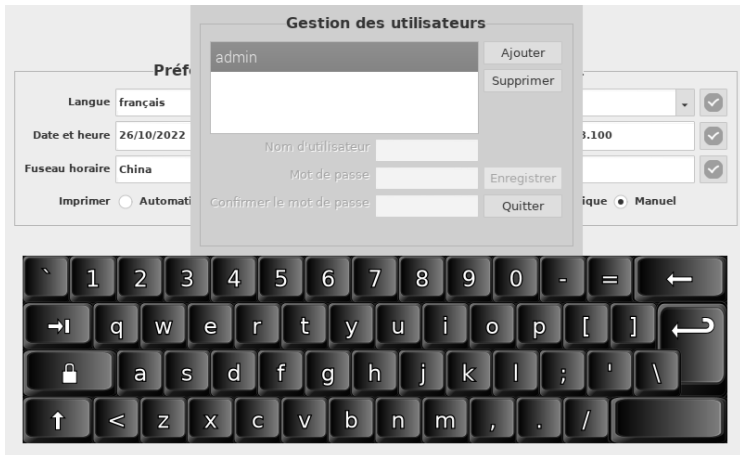 Gestion des utilisateurs
admin
Ajouter
Supprimer
Préf
Langue français
Date et heure 26/10/2022
.100
Nom d'utilisateur
Fuseau horaire China
Mot de passe
Enregistrer
Imprimer Automati
Confirmer le mot de passe
Quitter
ique Manuel
` 1 2 3 4 5 6 7 8 9 0 - =
q w e r t y u i o p [ ]
a s d f g h j k l ; ' \
< z x c v b n m , . /